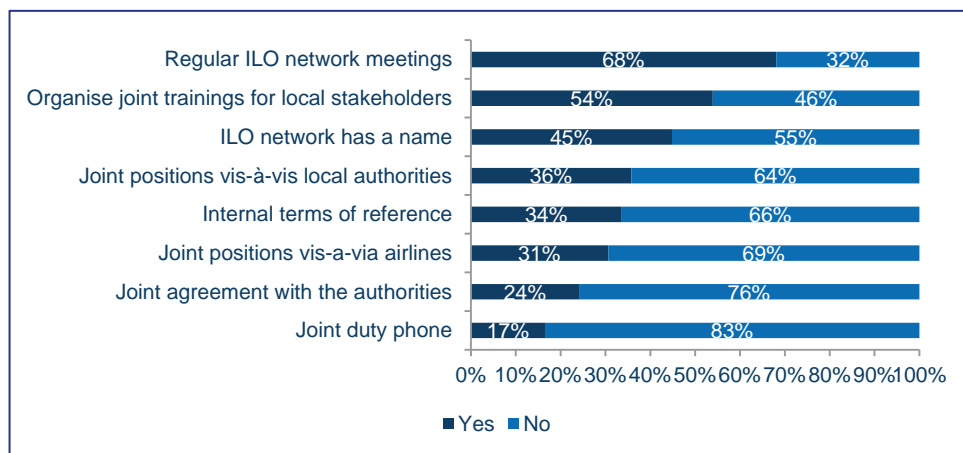 Regular ILO network meetings 68% 32%
Organise joint trainings for local stakeholders 54% 46%
ILO network has a name 45% 55%
Joint positions vis-à-vis local authorities 36% 64%
Internal terms of reference 34% 66%
Joint positions vis-a-via airlines 31% 69%
Joint agreement with the authorities 24% 76%
Joint duty phone 17% 83%
0% 10% 20% 30% 40% 50% 60% 70% 80% 90% 100%
Yes No